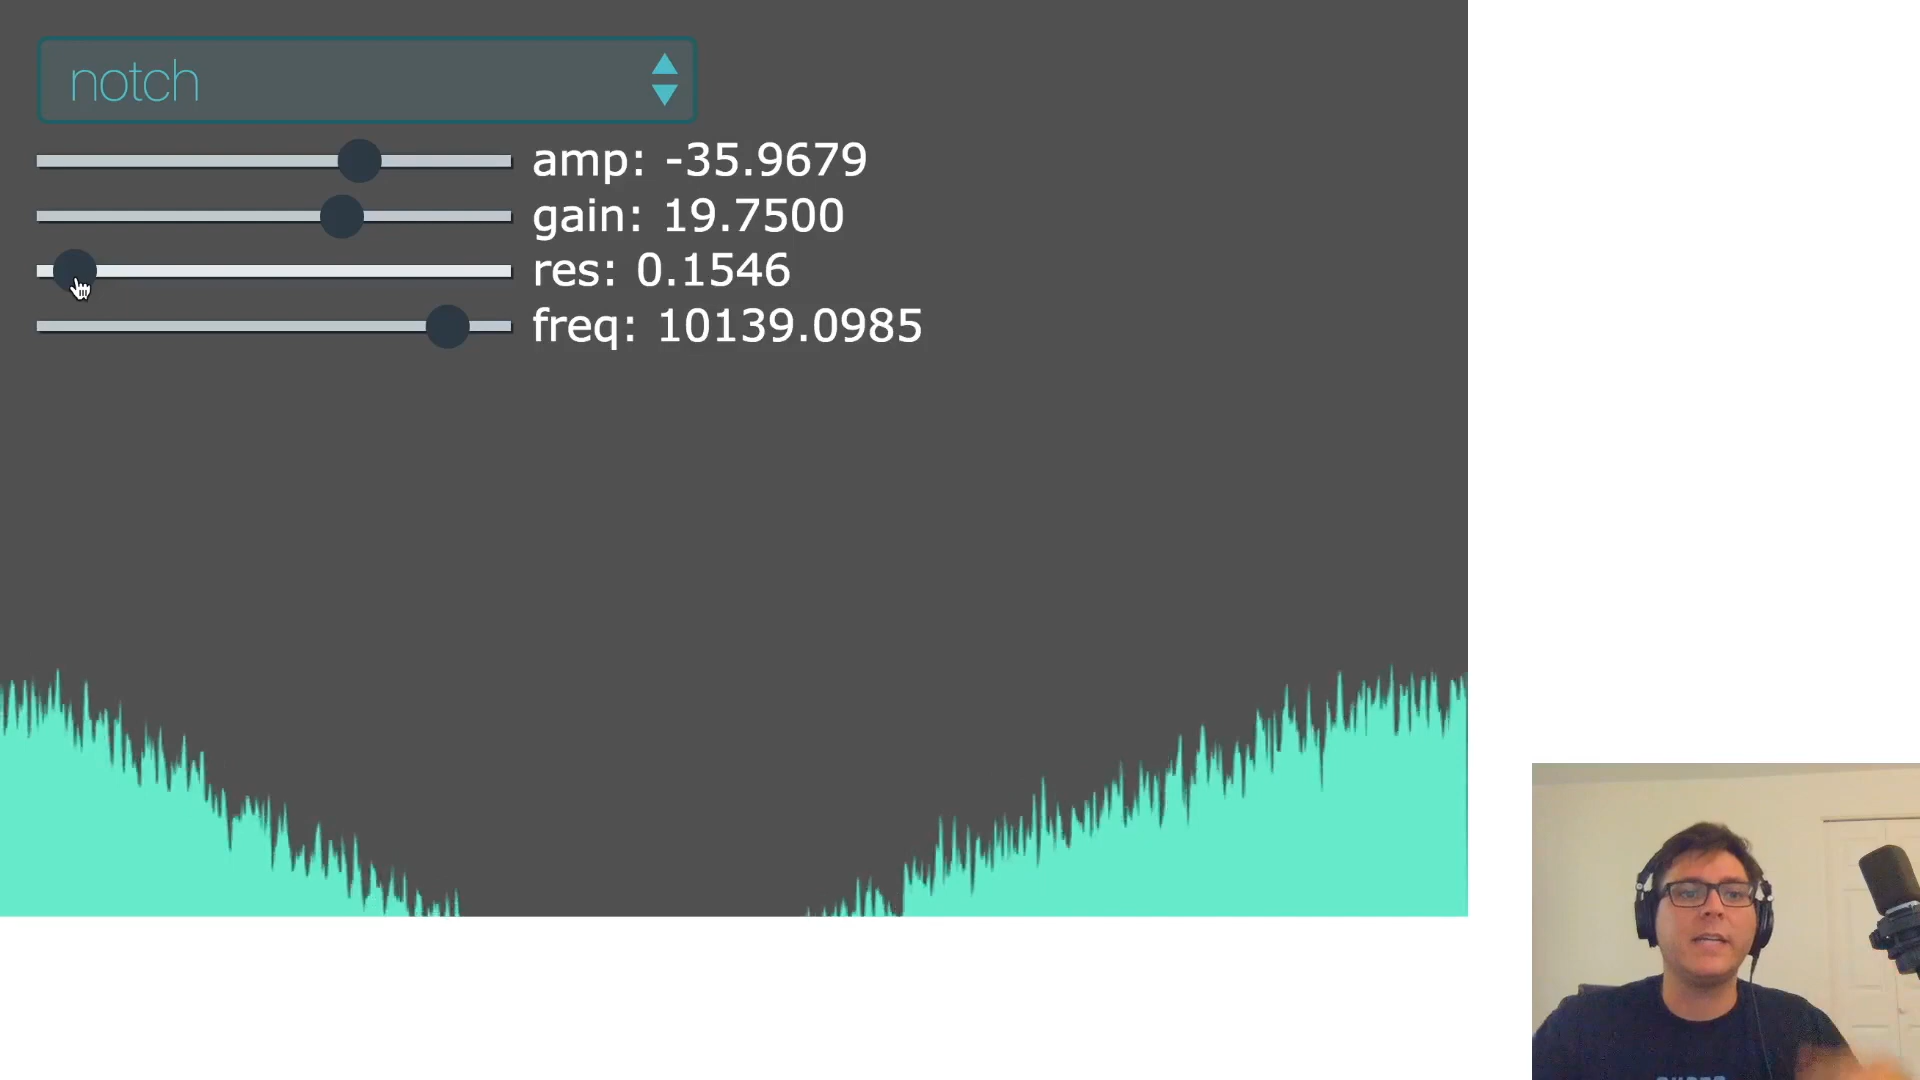 notch
amp: -35.9679
gain: 19.7500
res: 0.1546
freq: 10139.0985